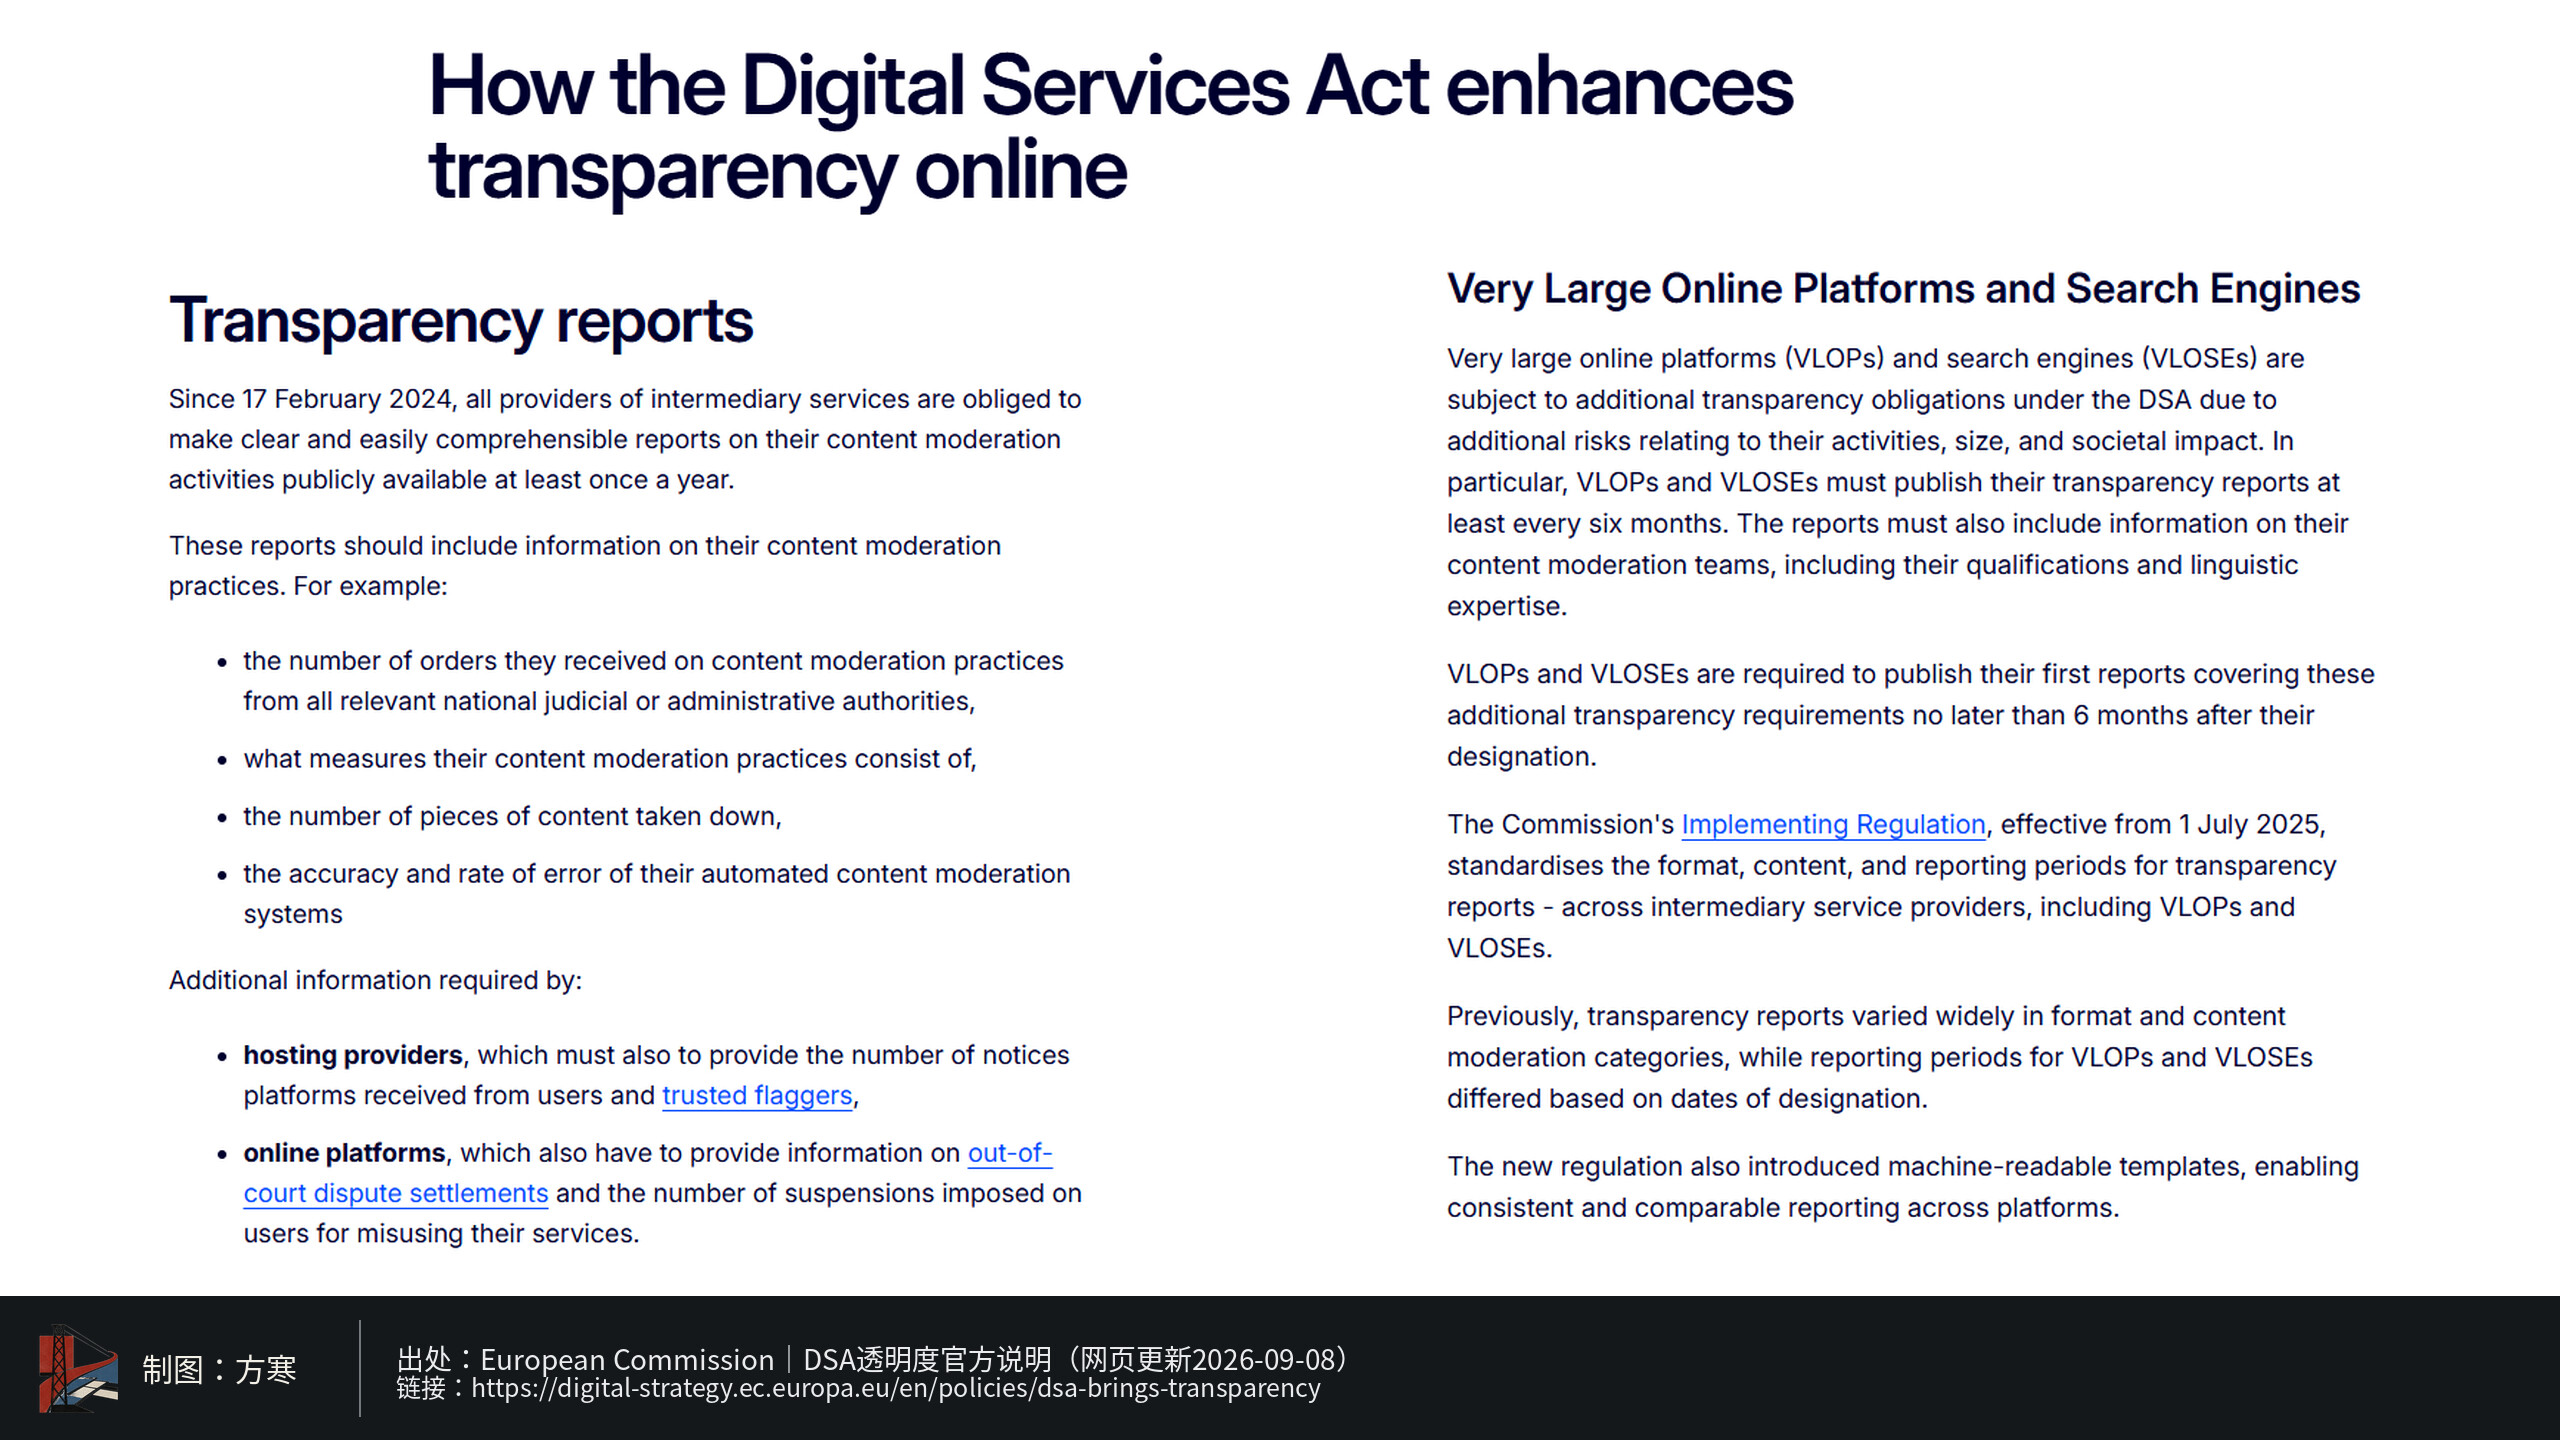 How the Digital Services Act enhances
transparency online
Transparency reports
Since 17 February 2024, all providers of intermediary services are obliged to
make clear and easily comprehensible reports on their content moderation
activities publicly available at least once a year.
These reports should include information on their content moderation
practices. For example:
• the number of orders they received on content moderation practices
from all relevant national judicial or administrative authorities,
• what measures their content moderation practices consist of,
• the number of pieces of content taken down,
• the accuracy and rate of error of their automated content moderation
systems
Additional information required by:
• hosting providers, which must also to provide the number of notices
platforms received from users and trusted flaggers,
• online platforms, which also have to provide information on out-of-
court dispute settlements and the number of suspensions imposed on
users for misusing their services.
Very Large Online Platforms and Search Engines
Very large online platforms (VLOPs) and search engines (VLOSEs) are
subject to additional transparency obligations under the DSA due to
additional risks relating to their activities, size, and societal impact. In
particular, VLOPs and VLOSEs must publish their transparency reports at
least every six months. The reports must also include information on their
content moderation teams, including their qualifications and linguistic
expertise.
VLOPs and VLOSEs are required to publish their first reports covering these
additional transparency requirements no later than 6 months after their
designation.
The Commission's Implementing Regulation, effective from 1 July 2025,
standardises the format, content, and reporting periods for transparency
reports - across intermediary service providers, including VLOPs and
VLOSEs.
Previously, transparency reports varied widely in format and content
moderation categories, while reporting periods for VLOPs and VLOSEs
differed based on dates of designation.
The new regulation also introduced machine-readable templates, enabling
consistent and comparable reporting across platforms.
制图：方寒
出处：European Commission｜DSA透明度官方说明（网页更新2026-09-08）
链接：https://digital-strategy.ec.europa.eu/en/policies/dsa-brings-transparency